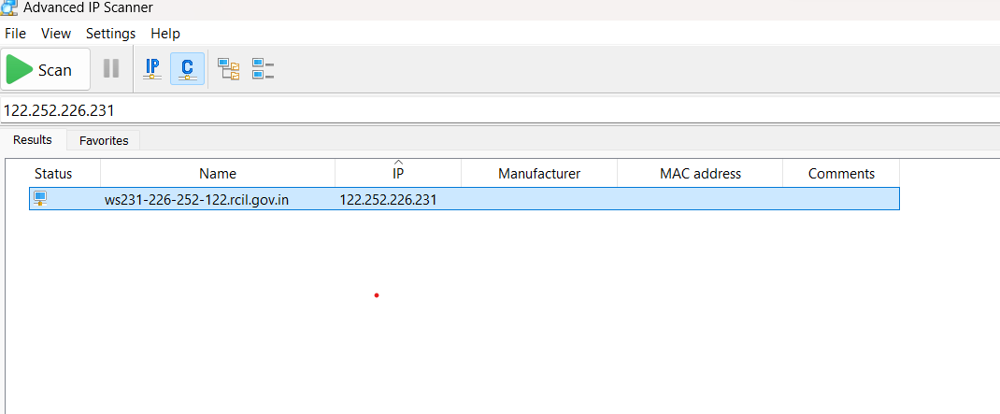 Advanced IP Scanner
File View Settings Help
Scan IP C
122.252.226.231
Results Favorites
Status Name IP Manufacturer MAC address Comments
ws231-226-252-122.rcil.gov.in 122.252.226.231